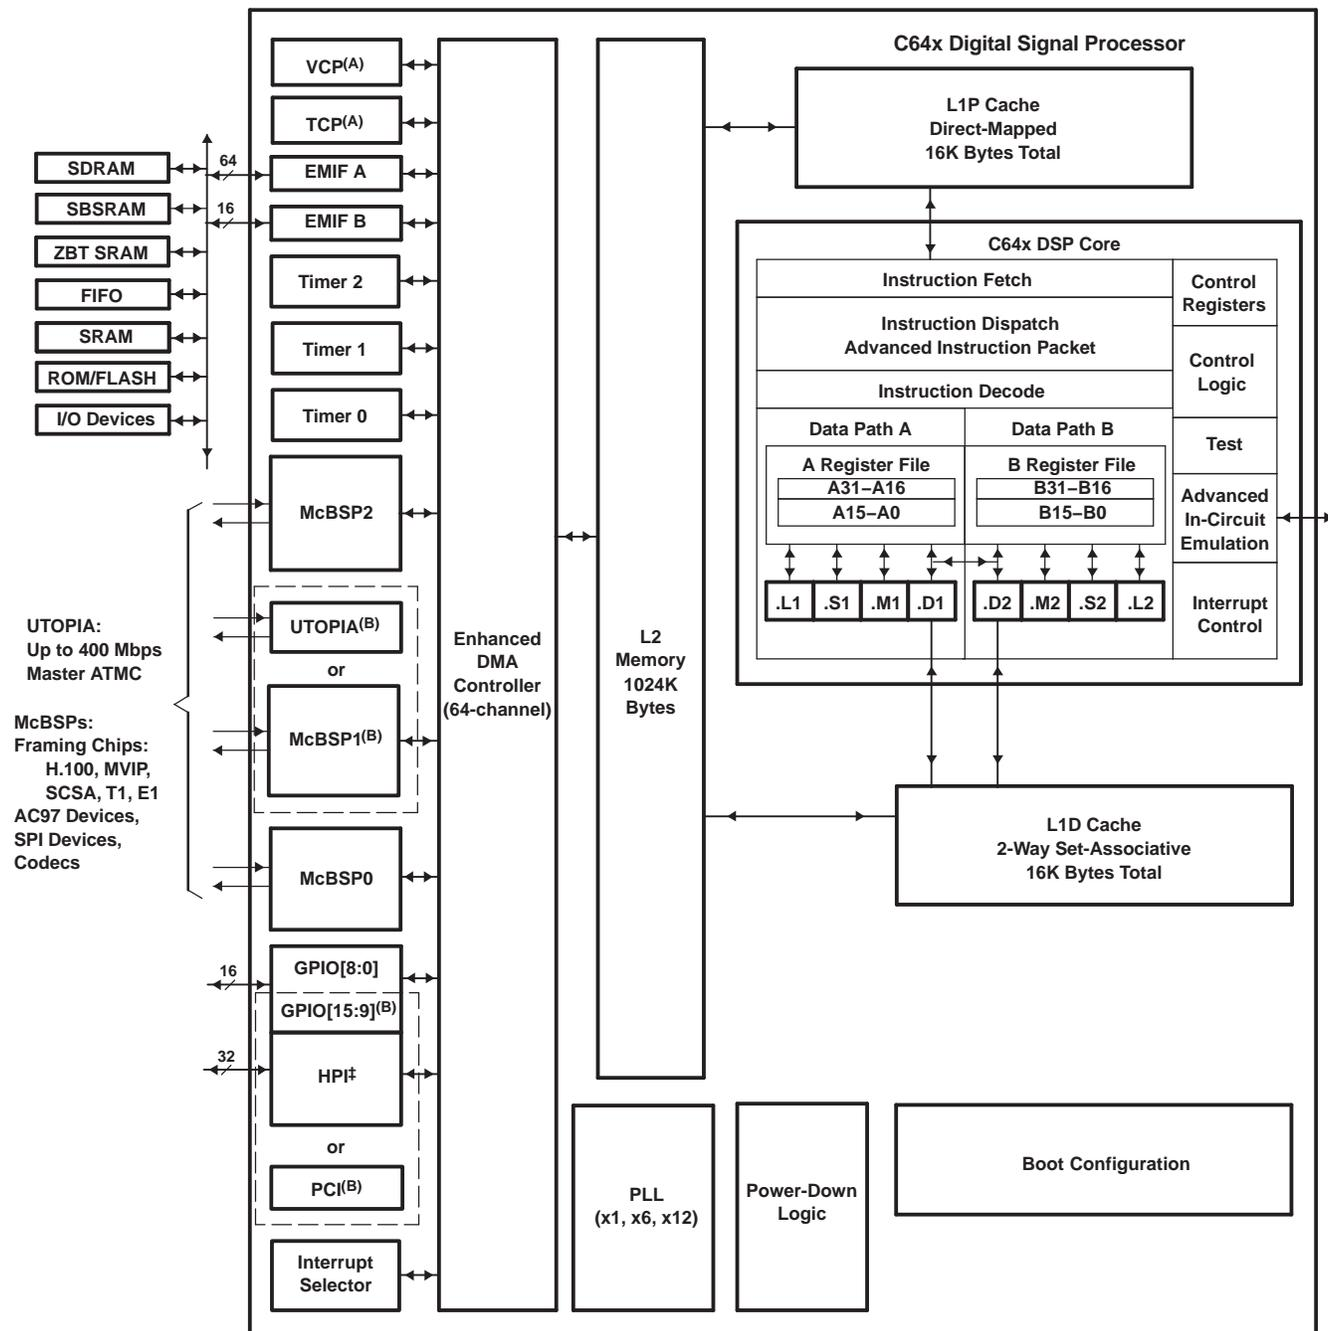 C64x Digital Signal Processor
VCP(A)
TCP(A)
EMIF A
EMIF B
Timer 2
Timer 1
Timer 0
McBSP2
UTOPIA(B)
or
McBSP1(B)
McBSP0
GPIO[8:0]
GPIO[15:9](B)
HPI‡
or
PCI(B)
Interrupt
Selector
64
16
16
32
SDRAM
SBSRAM
ZBT SRAM
FIFO
SRAM
ROM/FLASH
I/O Devices
UTOPIA:
Up to 400 Mbps
Master ATMC
McBSPs:
Framing Chips:
H.100, MVIP,
SCSA, T1, E1
AC97 Devices,
SPI Devices,
Codecs
Enhanced
DMA
Controller
(64-channel)
L2
Memory
1024K
Bytes
L1P Cache
Direct-Mapped
16K Bytes Total
C64x DSP Core
Instruction Fetch
Instruction Dispatch
Advanced Instruction Packet
Instruction Decode
Data Path A
Data Path B
A Register File
A31–A16
A15–A0
B Register File
B31–B16
B15–B0
.L1
.S1
.M1
.D1
.D2
.M2
.S2
.L2
Control
Registers
Control
Logic
Test
Advanced
In-Circuit
Emulation
Interrupt
Control
L1D Cache
2-Way Set-Associative
16K Bytes Total
PLL
(x1, x6, x12)
Power-Down
Logic
Boot Configuration